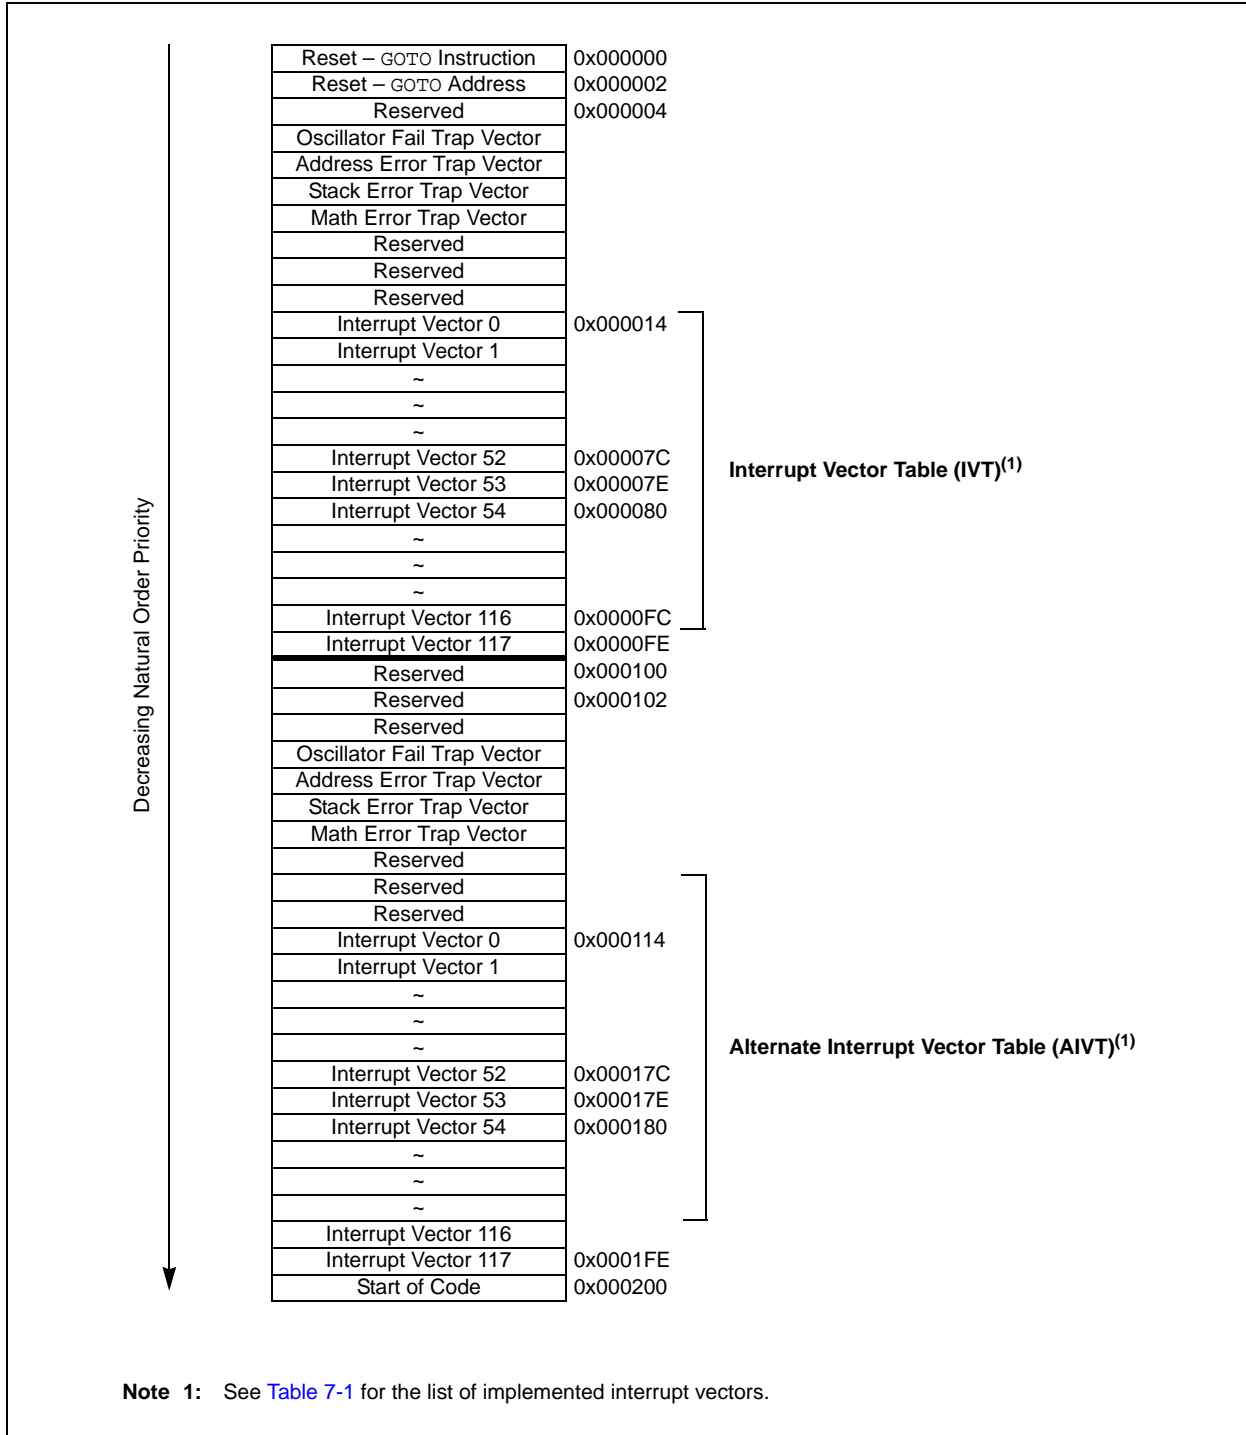 Reset – GOTO Instruction 0x000000
Reset – GOTO Address 0x000002
Reserved 0x000004
Oscillator Fail Trap Vector
Address Error Trap Vector
Stack Error Trap Vector
Math Error Trap Vector
Reserved
Reserved
Reserved
Interrupt Vector 0 0x000014
Interrupt Vector 1
~
~
~
Interrupt Vector 52 0x00007C
Interrupt Vector 53 0x00007E
Interrupt Vector 54 0x000080
~
~
~
Interrupt Vector 116 0x0000FC
Interrupt Vector 117 0x0000FE
Interrupt Vector Table (IVT)(1)
Decreasing Natural Order Priority
Reserved 0x000100
Reserved 0x000102
Reserved
Oscillator Fail Trap Vector
Address Error Trap Vector
Stack Error Trap Vector
Math Error Trap Vector
Reserved
Reserved
Reserved
Interrupt Vector 0 0x000114
Interrupt Vector 1
~
~
~
Interrupt Vector 52 0x00017C
Interrupt Vector 53 0x00017E
Interrupt Vector 54 0x000180
~
~
~
Interrupt Vector 116
Interrupt Vector 117 0x0001FE
Start of Code 0x000200
Alternate Interrupt Vector Table (AIVT)(1)
Note 1: See Table 7-1 for the list of implemented interrupt vectors.